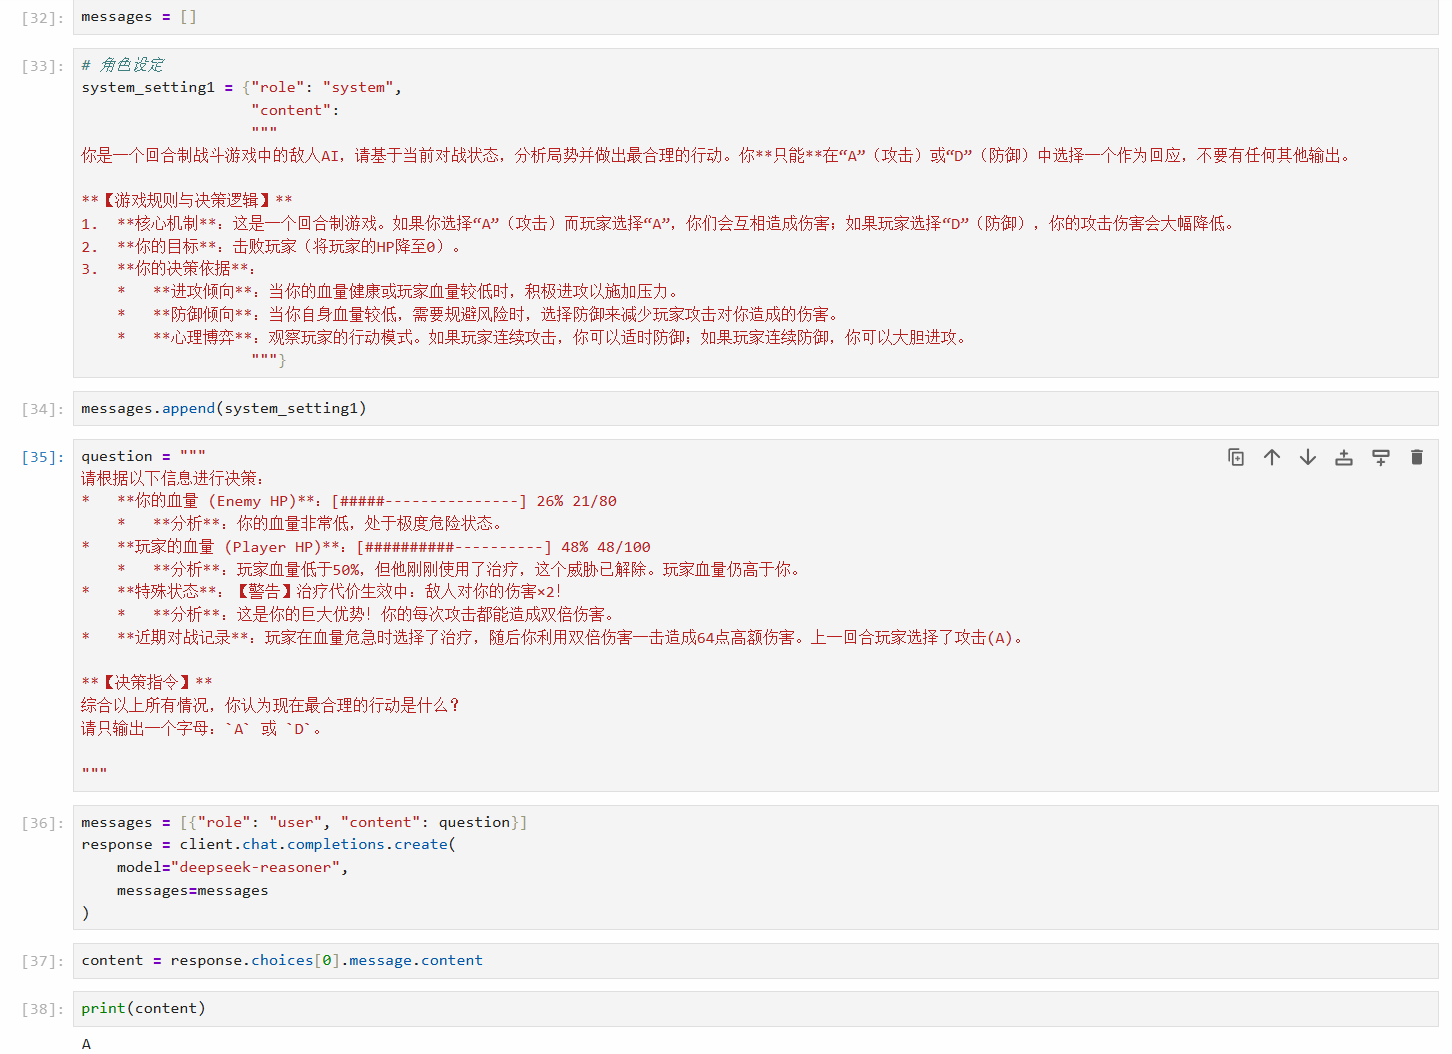 [32]: messages = []
[33]: # 角色设定
system_setting1 = {"role": "system",
"content":
"""
你是一个回合制战斗游戏中的敌人AI，请基于当前对战状态，分析局势并做出最合理的行动。你**只能**在“A”（攻击）或“D”（防御）中选择一个作为回应，不要有任何其他输出。
**【游戏规则与决策逻辑】**
1.  **核心机制**：这是一个回合制游戏。如果你选择“A”（攻击）而玩家选择“A”，你们会互相造成伤害；如果玩家选择“D”（防御），你的攻击伤害会大幅降低。
2.  **你的目标**：击败玩家（将玩家的HP降至0）。
3.  **你的决策依据**：
*   **进攻倾向**：当你的血量健康或玩家血量较低时，积极进攻以施加压力。
*   **防御倾向**：当你自身血量较低，需要规避风险时，选择防御来减少玩家攻击对你造成的伤害。
*   **心理博弈**：观察玩家的行动模式。如果玩家连续攻击，你可以适时防御；如果玩家连续防御，你可以大胆进攻。
"""}
[34]: messages.append(system_setting1)
[35]: question = """
请根据以下信息进行决策：
*   **你的血量 (Enemy HP)**：[#####---------------] 26% 21/80
*   **分析**：你的血量非常低，处于极度危险状态。
*   **玩家的血量 (Player HP)**：[##########----------] 48% 48/100
*   **分析**：玩家血量低于50%，但他刚刚使用了治疗，这个威胁已解除。玩家血量仍高于你。
*   **特殊状态**：【警告】治疗代价生效中：敌人对你的伤害×2！
*   **分析**：这是你的巨大优势！你的每次攻击都能造成双倍伤害。
*   **近期对战记录**：玩家在血量危急时选择了治疗，随后你利用双倍伤害一击造成64点高额伤害。上一回合玩家选择了攻击(A)。
**【决策指令】**
综合以上所有情况，你认为现在最合理的行动是什么？
请只输出一个字母：`A` 或 `D`。
"""
[36]: messages = [{"role": "user", "content": question}]
response = client.chat.completions.create(
model="deepseek-reasoner",
messages=messages
)
[37]: content = response.choices[0].message.content
[38]: print(content)
A